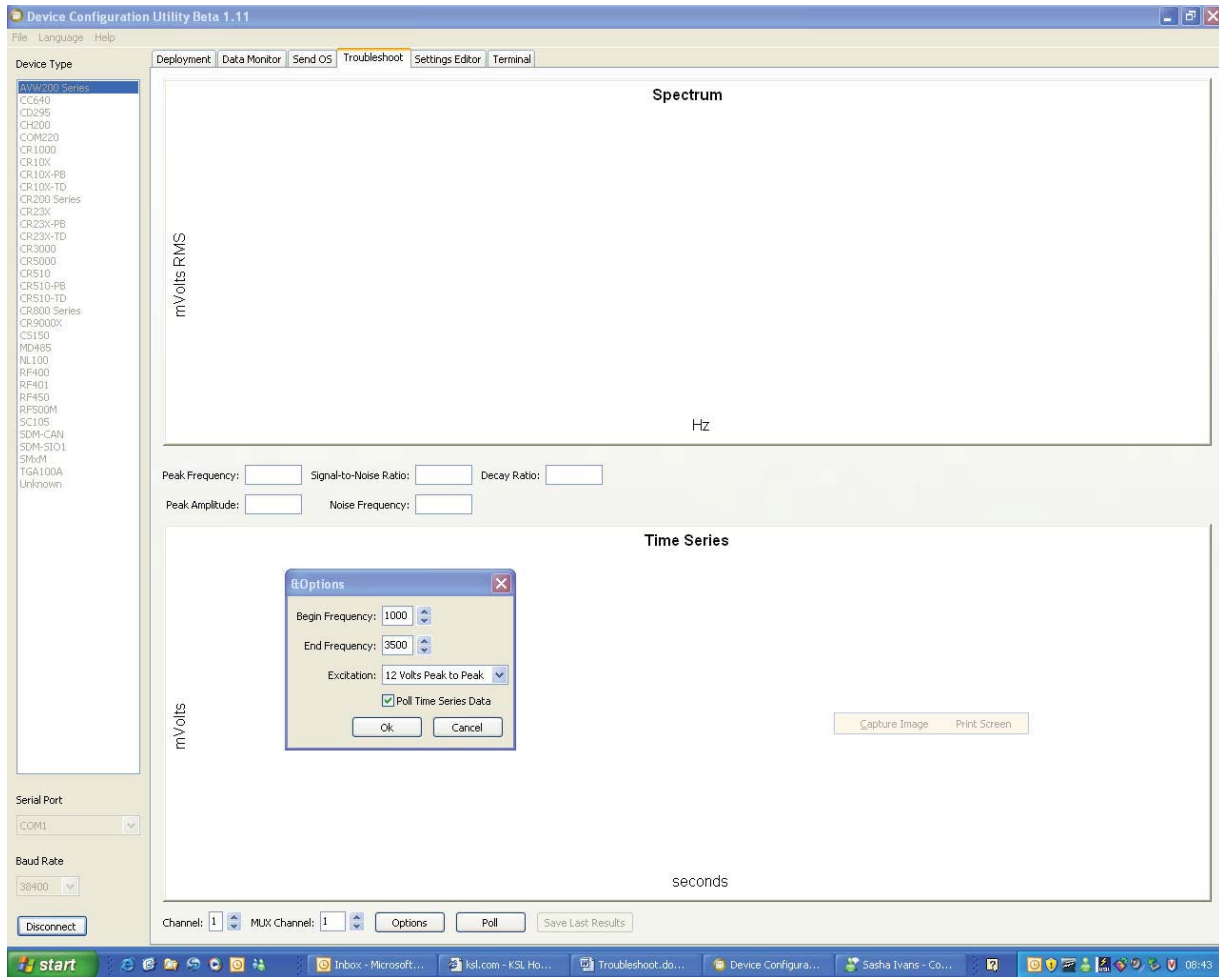 Device Configuration Utility Beta 1.11
File Language Help
Device Type
AVW200 Series
CC640
CD295
CH200
COM220
CR1000
CR10X
CR10X-PB
CR10X-TD
CR200 Series
CR23X
CR23X-PB
CR23X-TD
CR3000
CR5000
CR510
CR510-PB
CR510-TD
CR800 Series
CR9000X
CS150
MD485
NL100
RF400
RF401
RF450
RF500M
SC105
SDM-CAN
SDM-SIO1
SMxM
TGA100A
Unknown
Serial Port
COM1
Baud Rate
38400
Disconnect
Deployment Data Monitor Send OS Troubleshoot Settings Editor Terminal
Spectrum
mVolts RMS
Hz
Peak Frequency: Signal-to-Noise Ratio: Decay Ratio:
Peak Amplitude: Noise Frequency:
Time Series
mVolts
&Options
Begin Frequency: 1000
End Frequency: 3500
Excitation: 12 Volts Peak to Peak
Poll Time Series Data
Ok Cancel
Capture Image Print Screen
seconds
Channel: 1 MUX Channel: 1 Options Poll Save Last Results
start Inbox - Microsoft... ksl.com - KSL Ho... Troubleshoot.do... Device Configura... Sasha Ivans - Co... 08:43